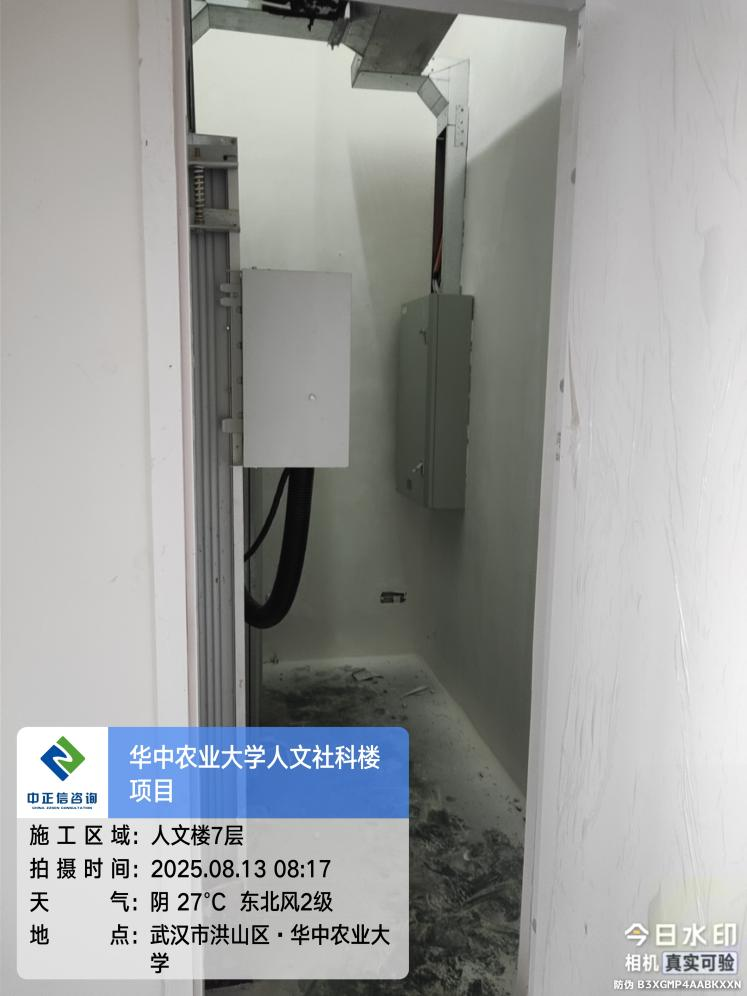 华中农业大学人文社科楼
项目
中正信咨询
CHINA ZZXIN CONSULTATION
施工区域：人文楼7层
拍摄时间：2025.08.13 08:17
天气：阴 27°C 东北风2级
地点：武汉市洪山区·华中农业大
学
今日水印
相机 真实可验
防伪 B3XGMP4AABKXXN